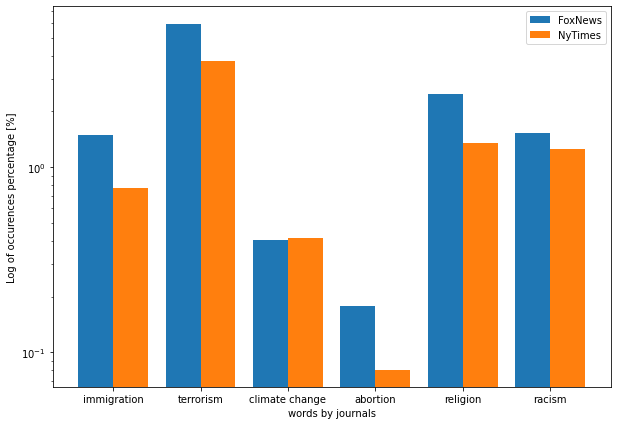 FoxNews
NyTimes
Log of occurences percentage [%]
10⁰
10⁻¹
immigration terrorism climate change abortion religion racism
words by journals